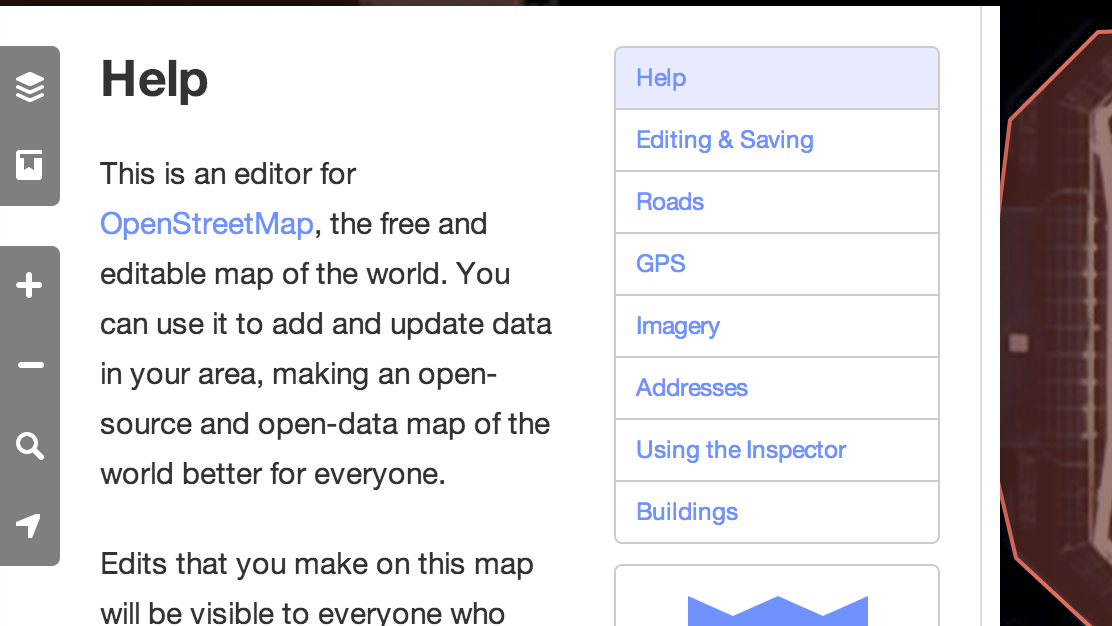 Help
This is an editor for
OpenStreetMap, the free and
editable map of the world. You
can use it to add and update data
in your area, making an open-
source and open-data map of the
world better for everyone.
Edits that you make on this map
will be visible to everyone who
Help
Editing & Saving
Roads
GPS
Imagery
Addresses
Using the Inspector
Buildings